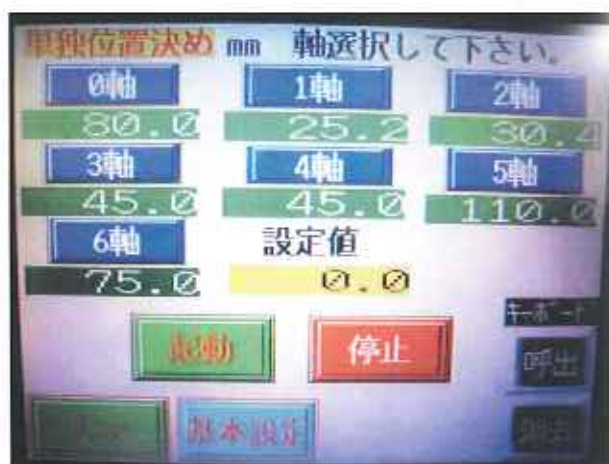 単独位置決め mm 軸選択して下さい。
0軸 1軸 2軸
80.0 25.2 30.4
3軸 4軸 5軸
45.0 45.0 110.0
6軸 設定値
75.0 0.0
キーボード
起動 停止 呼出
基本設定